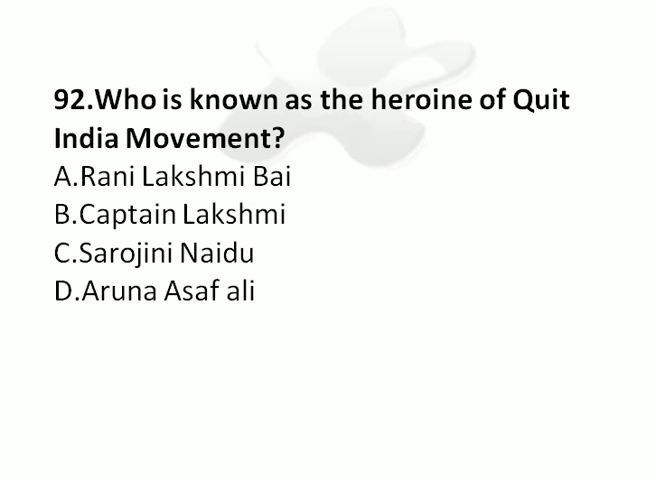 92.Who is known as the heroine of Quit
India Movement?
A.Rani Lakshmi Bai
B.Captain Lakshmi
C.Sarojini Naidu
D.Aruna Asaf ali